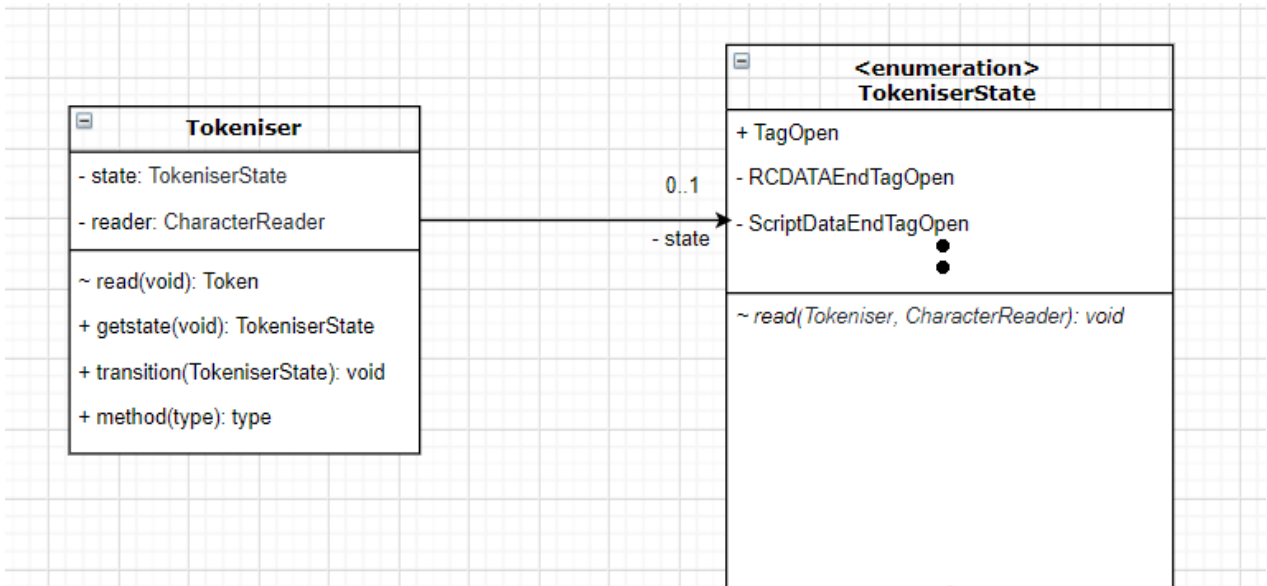 Tokeniser
- state: TokeniserState
- reader: CharacterReader
~ read(void): Token
+ getstate(void): TokeniserState
+ transition(TokeniserState): void
+ method(type): type
0..1
- state
<enumeration>
TokeniserState
+ TagOpen
- RCDATAEndTagOpen
- ScriptDataEndTagOpen
~ read(Tokeniser, CharacterReader): void